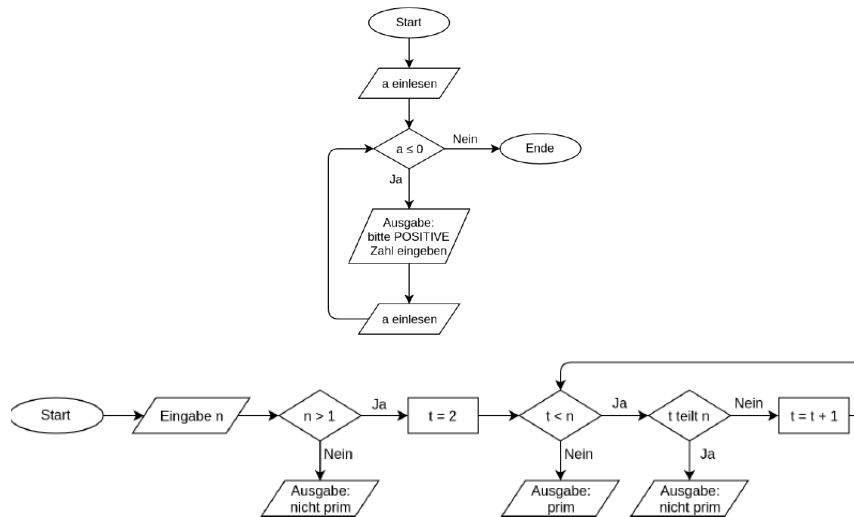 Start
a einlesen
a ≤ 0
Nein
Ende
Ja
Ausgabe:
bitte POSITIVE
Zahl eingeben
a einlesen
Start
Eingabe n
n > 1
Ja
t = 2
t < n
Ja
t teilt n
Nein
t = t + 1
Nein
Nein
Ja
Ausgabe:
nicht prim
Ausgabe:
prim
Ausgabe:
nicht prim